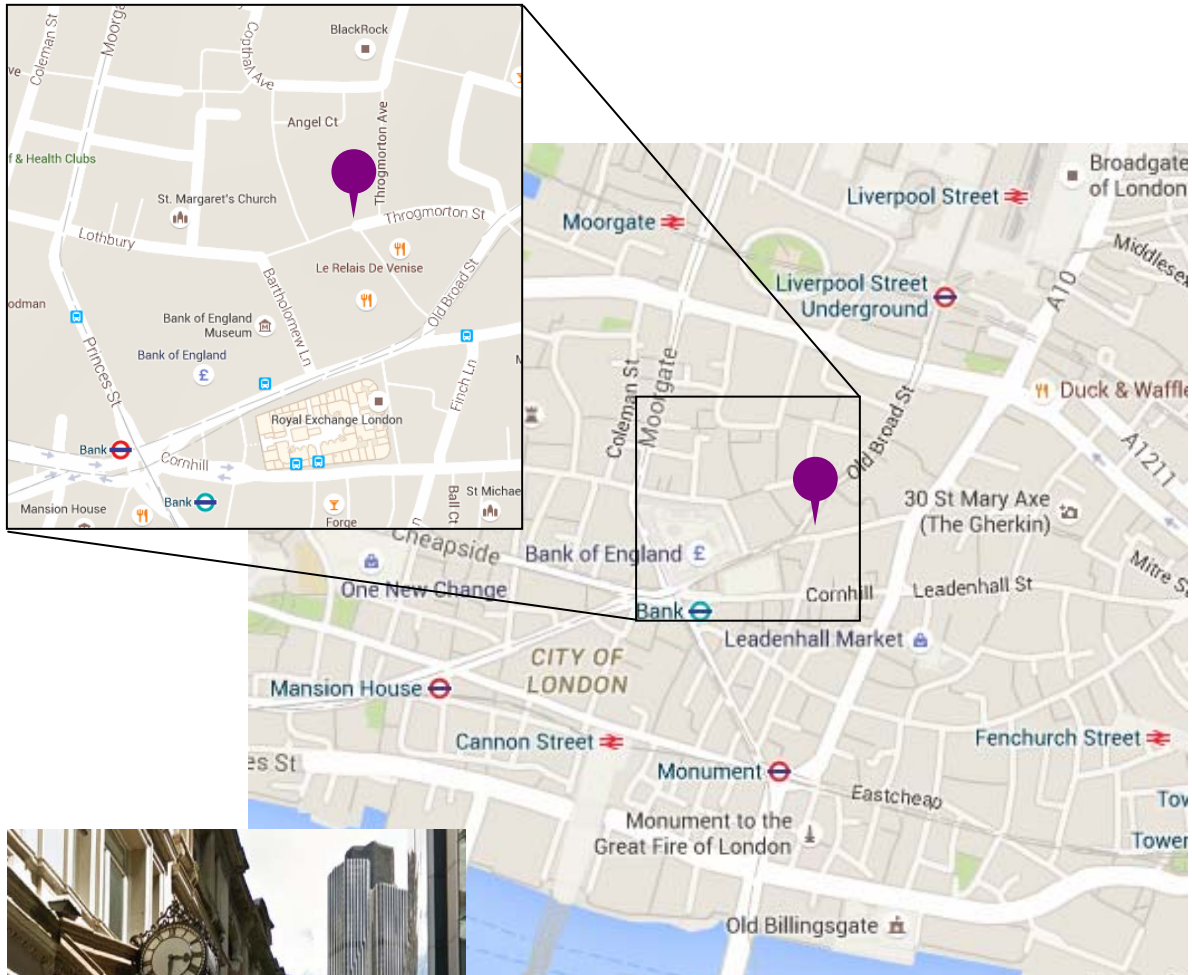 Coleman St
Moorg
Copthall Ave
BlackRock
ve
Angel Ct
Throgmorton Ave
f & Health Clubs
St. Margaret's Church
Throgmorton St
Lothbury
Le Relais De Venise
Old Broad St
odman
Bartholomew Ln
Bank of England
Museum
Princes St
Bank of England
£
Finch Ln
Royal Exchange London
Bank
Cornhill
Bank
Ball Ct
St Michae
Mansion House
Forge
n
Broadgate
of London
Liverpool Street
Moorgate
Middlesex
Liverpool Street
Underground
A10
Coleman St
Moorgate
Duck & Waffle
Old Broad St
A1211
30 St Mary Axe
(The Gherkin)
Cheapside
Bank of England £
Mitre S
One New Change
Cornhill
Leadenhall St
Bank
Leadenhall Market
CITY OF
LONDON
Mansion House
Cannon Street
Fenchurch Street
es St
Monument
Eastcheap
Tow
Monument to the
Great Fire of London
Tower
Old Billingsgate